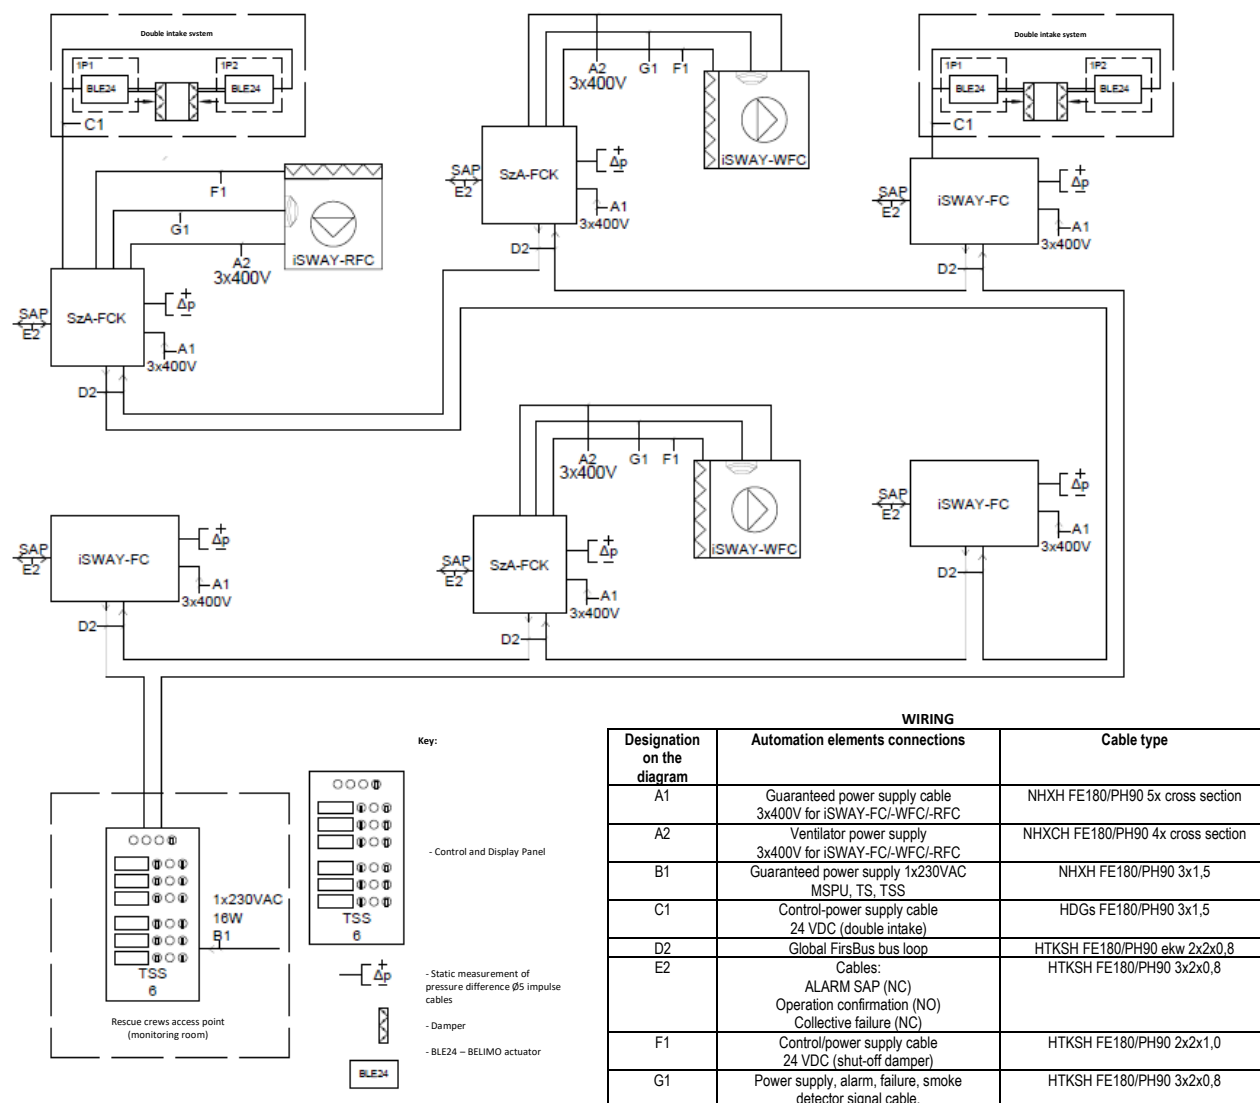 Double intake system
1P1
1P2
BLE24
BLE24
C1
A2
3x400V
G1
F1
iSWAY-WFC
SzA-FCK
SAP
E2
+
Δp
A1
3x400V
D2
Double intake system
1P1
1P2
BLE24
BLE24
C1
iSWAY-FC
SAP
E2
+
Δp
A1
3x400V
D2
F1
G1
A2
3x400V
iSWAY-RFC
SzA-FCK
SAP
E2
+
Δp
A1
3x400V
D2
A2
3x400V
G1
F1
iSWAY-WFC
SzA-FCK
SAP
E2
+
Δp
A1
3x400V
D2
iSWAY-FC
SAP
E2
+
Δp
A1
3x400V
D2
iSWAY-FC
SAP
E2
+
Δp
A1
3x400V
D2
1x230VAC
16W
B1
TSS
6
Rescue crews access point
(monitoring room)
Key:
TSS
6
- Control and Display Panel
+
Δp
- Static measurement of
pressure difference Ø5 impulse
cables
- Damper
BLE24
- BLE24 – BELIMO actuator
WIRING
Designation on the diagram | Automation elements connections | Cable type
A1 | Guaranteed power supply cable 3x400V for iSWAY-FC/-WFC/-RFC | NHXH FE180/PH90 5x cross section
A2 | Ventilator power supply 3x400V for iSWAY-FC/-WFC/-RFC | NHXCH FE180/PH90 4x cross section
B1 | Guaranteed power supply 1x230VAC MSPU, TS, TSS | NHXH FE180/PH90 3x1,5
C1 | Control-power supply cable 24 VDC (double intake) | HDGs FE180/PH90 3x1,5
D2 | Global FirsBus bus loop | HTKSH FE180/PH90 ekw 2x2x0,8
E2 | Cables: ALARM SAP (NC) Operation confirmation (NO) Collective failure (NC) | HTKSH FE180/PH90 3x2x0,8
F1 | Control/power supply cable 24 VDC (shut-off damper) | HTKSH FE180/PH90 2x2x1,0
G1 | Power supply, alarm, failure, smoke detector signal cable. | HTKSH FE180/PH90 3x2x0,8